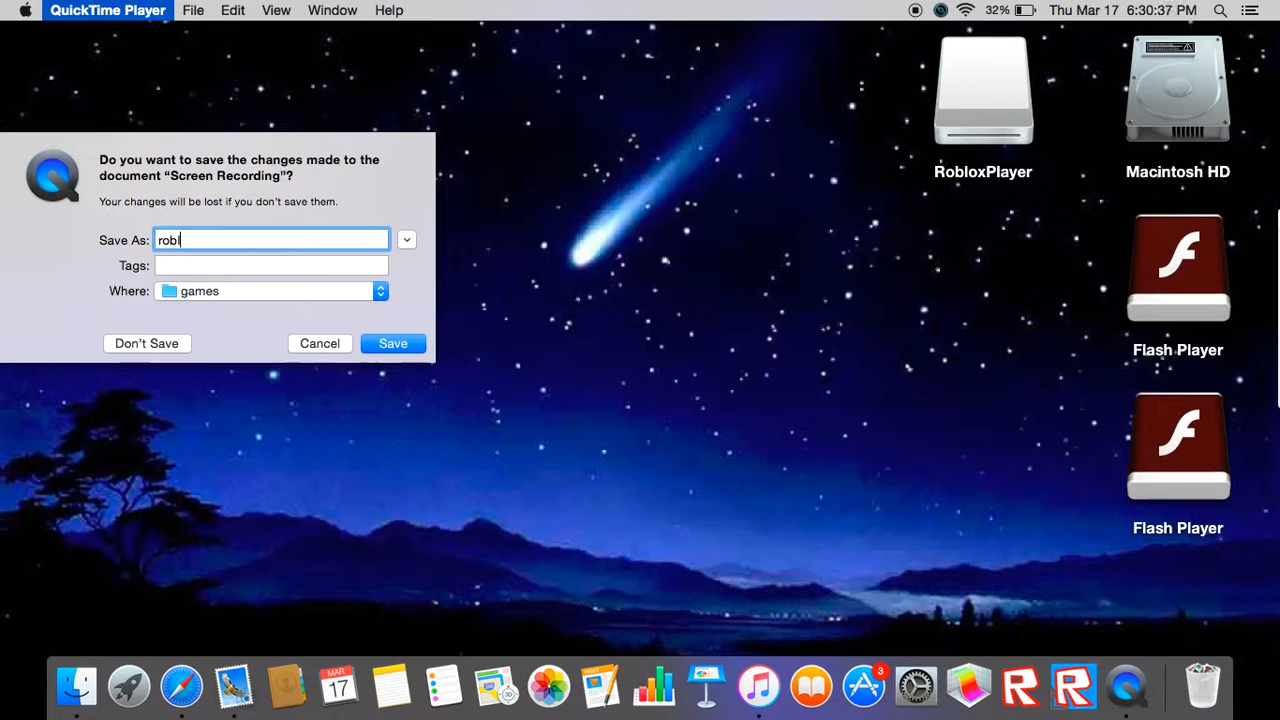 QuickTime Player File Edit View Window Help 32% Thu Mar 17 6:30:37 PM
RobloxPlayer Macintosh HD
Do you want to save the changes made to the
document “Screen Recording”?
Your changes will be lost if you don’t save them.
Save As: robl
Tags:
Where: games
Don’t Save Cancel Save
Flash Player
Flash Player
3
MAR
17
30